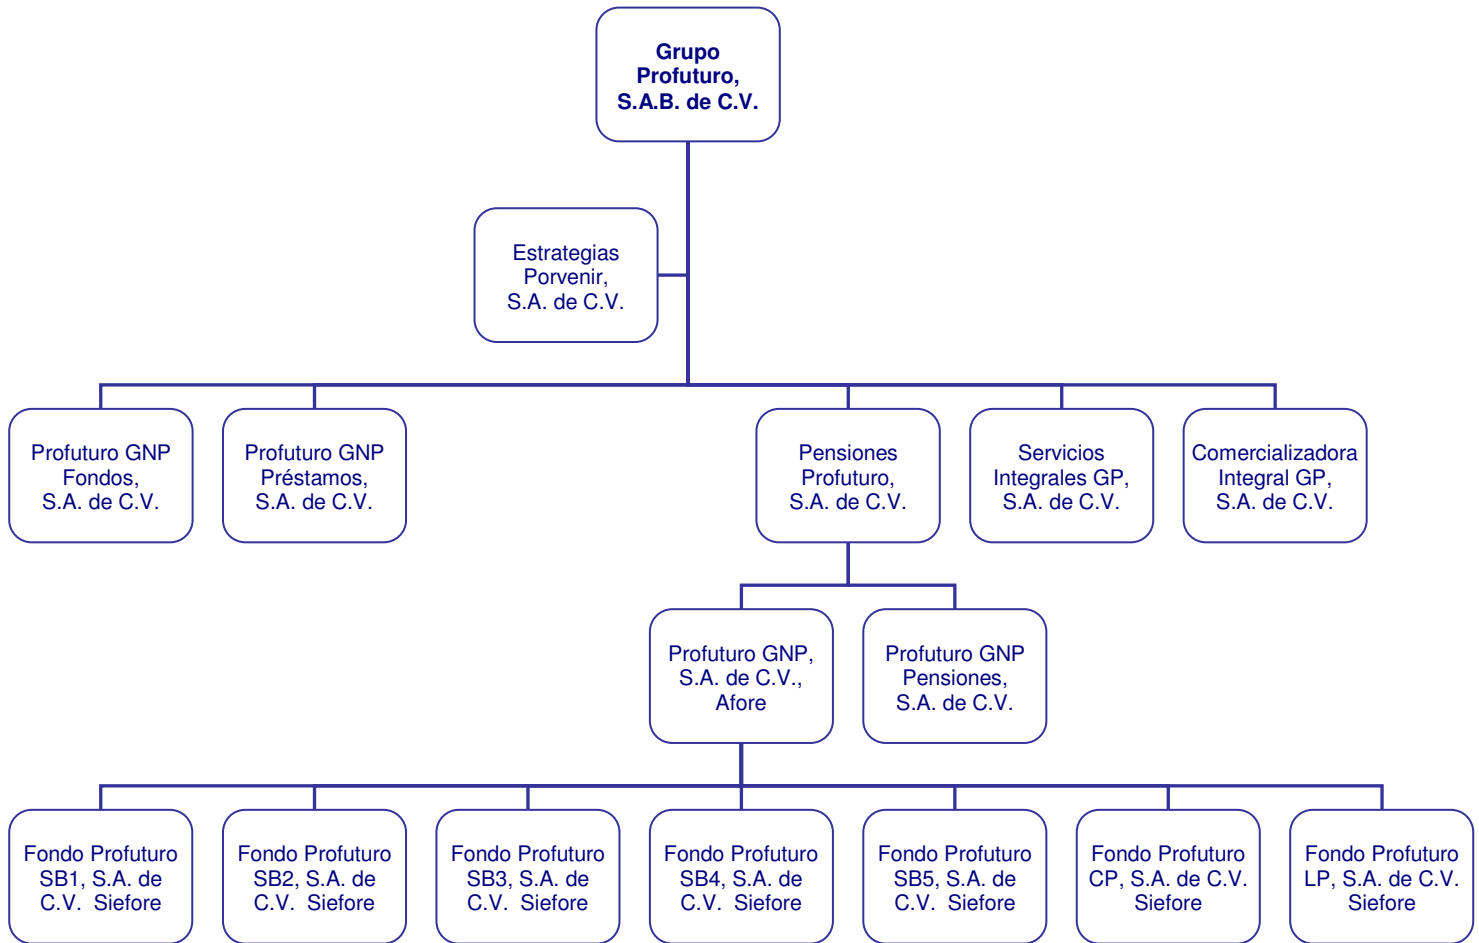 Grupo
Profuturo,
S.A.B. de C.V.
Estrategias
Porvenir,
S.A. de C.V.
Profuturo GNP
Fondos,
S.A. de C.V.
Profuturo GNP
Préstamos,
S.A. de C.V.
Pensiones
Profuturo,
S.A. de C.V.
Servicios
Integrales GP,
S.A. de C.V.
Comercializadora
Integral GP,
S.A. de C.V.
Profuturo GNP,
S.A. de C.V.,
Afore
Profuturo GNP
Pensiones,
S.A. de C.V.
Fondo Profuturo
SB1, S.A. de
C.V. Siefore
Fondo Profuturo
SB2, S.A. de
C.V. Siefore
Fondo Profuturo
SB3, S.A. de
C.V. Siefore
Fondo Profuturo
SB4, S.A. de
C.V. Siefore
Fondo Profuturo
SB5, S.A. de
C.V. Siefore
Fondo Profuturo
CP, S.A. de C.V.
Siefore
Fondo Profuturo
LP, S.A. de C.V.
Siefore